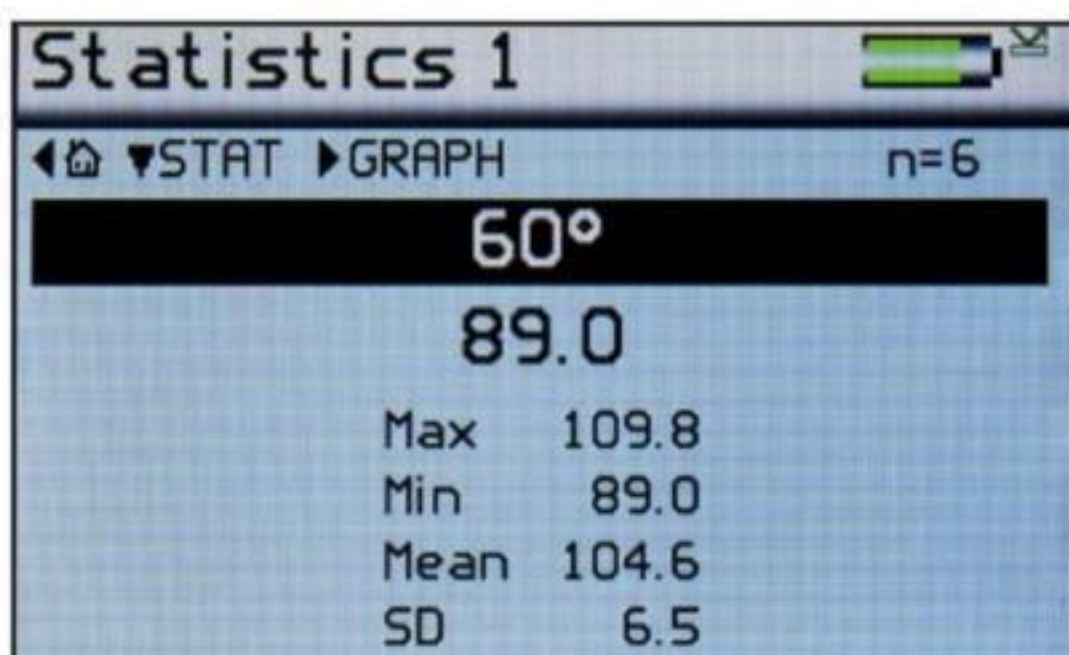 Statistics 1
STAT GRAPH n=6
60°
89.0
Max 109.8
Min 89.0
Mean 104.6
SD 6.5